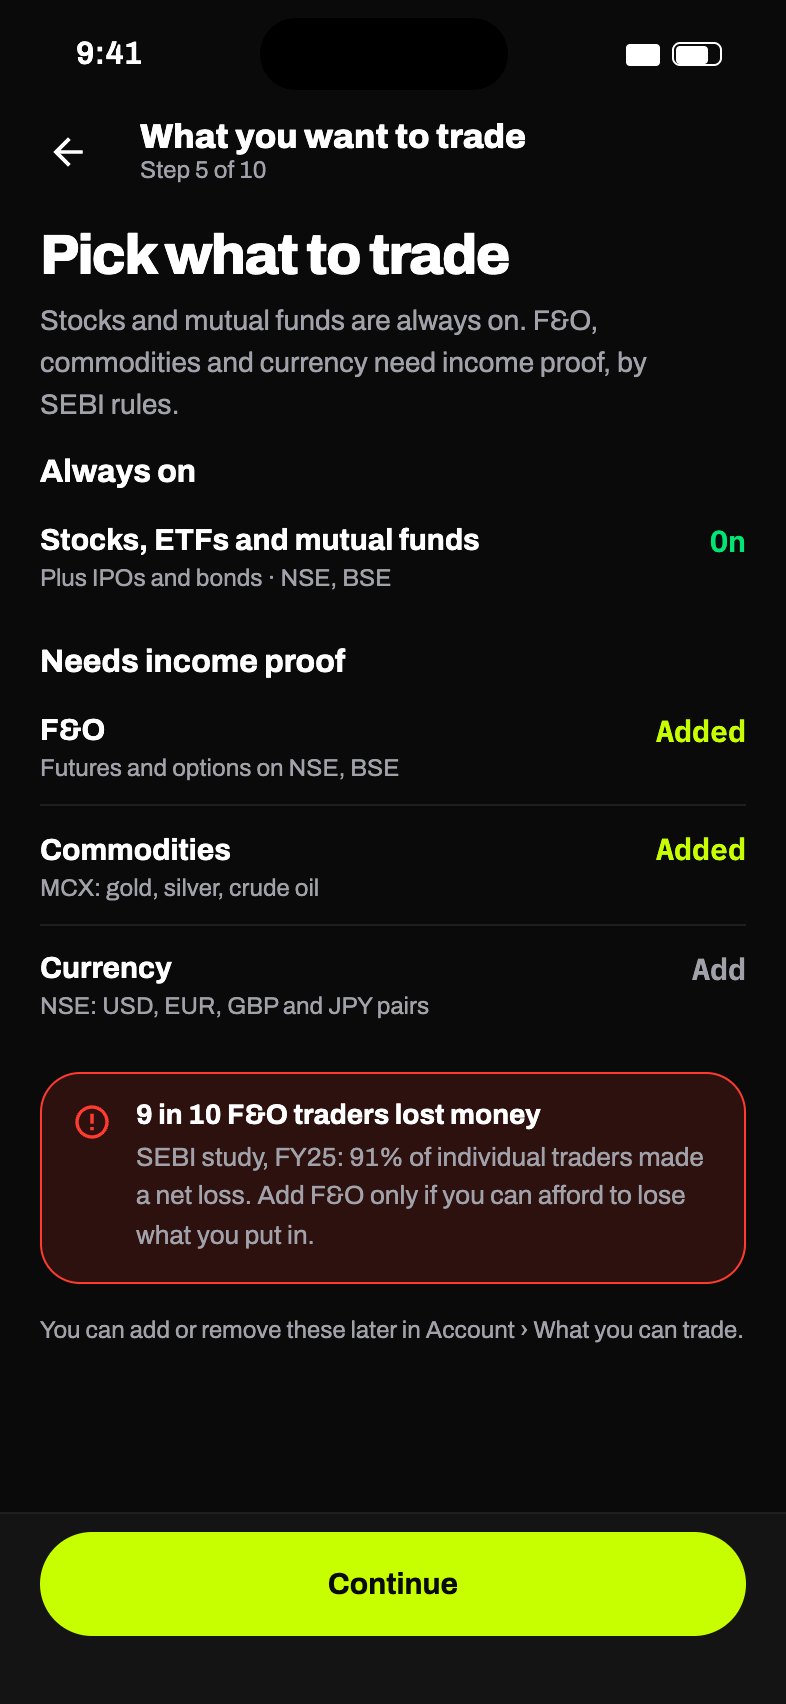 9:41
What you want to trade
Step 5 of 10
Pick what to trade
Stocks and mutual funds are always on. F&O,
commodities and currency need income proof, by
SEBI rules.
Always on
Stocks, ETFs and mutual funds
On
Plus IPOs and bonds · NSE, BSE
Needs income proof
F&O
Added
Futures and options on NSE, BSE
Commodities
Added
MCX: gold, silver, crude oil
Currency
Add
NSE: USD, EUR, GBP and JPY pairs
9 in 10 F&O traders lost money
SEBI study, FY25: 91% of individual traders made
a net loss. Add F&O only if you can afford to lose
what you put in.
You can add or remove these later in Account › What you can trade.
Continue